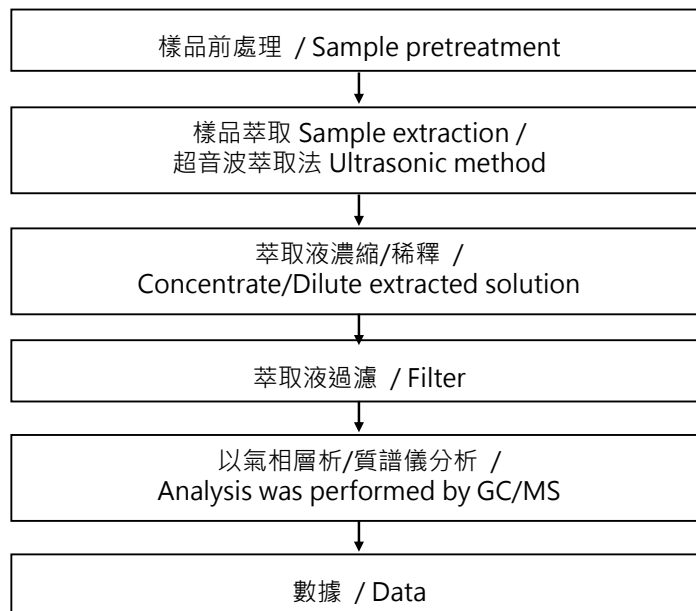 樣品前處理 / Sample pretreatment
樣品萃取 Sample extraction /
超音波萃取法 Ultrasonic method
萃取液濃縮/稀釋 /
Concentrate/Dilute extracted solution
萃取液過濾 / Filter
以氣相層析/質譜儀分析 /
Analysis was performed by GC/MS
數據 / Data